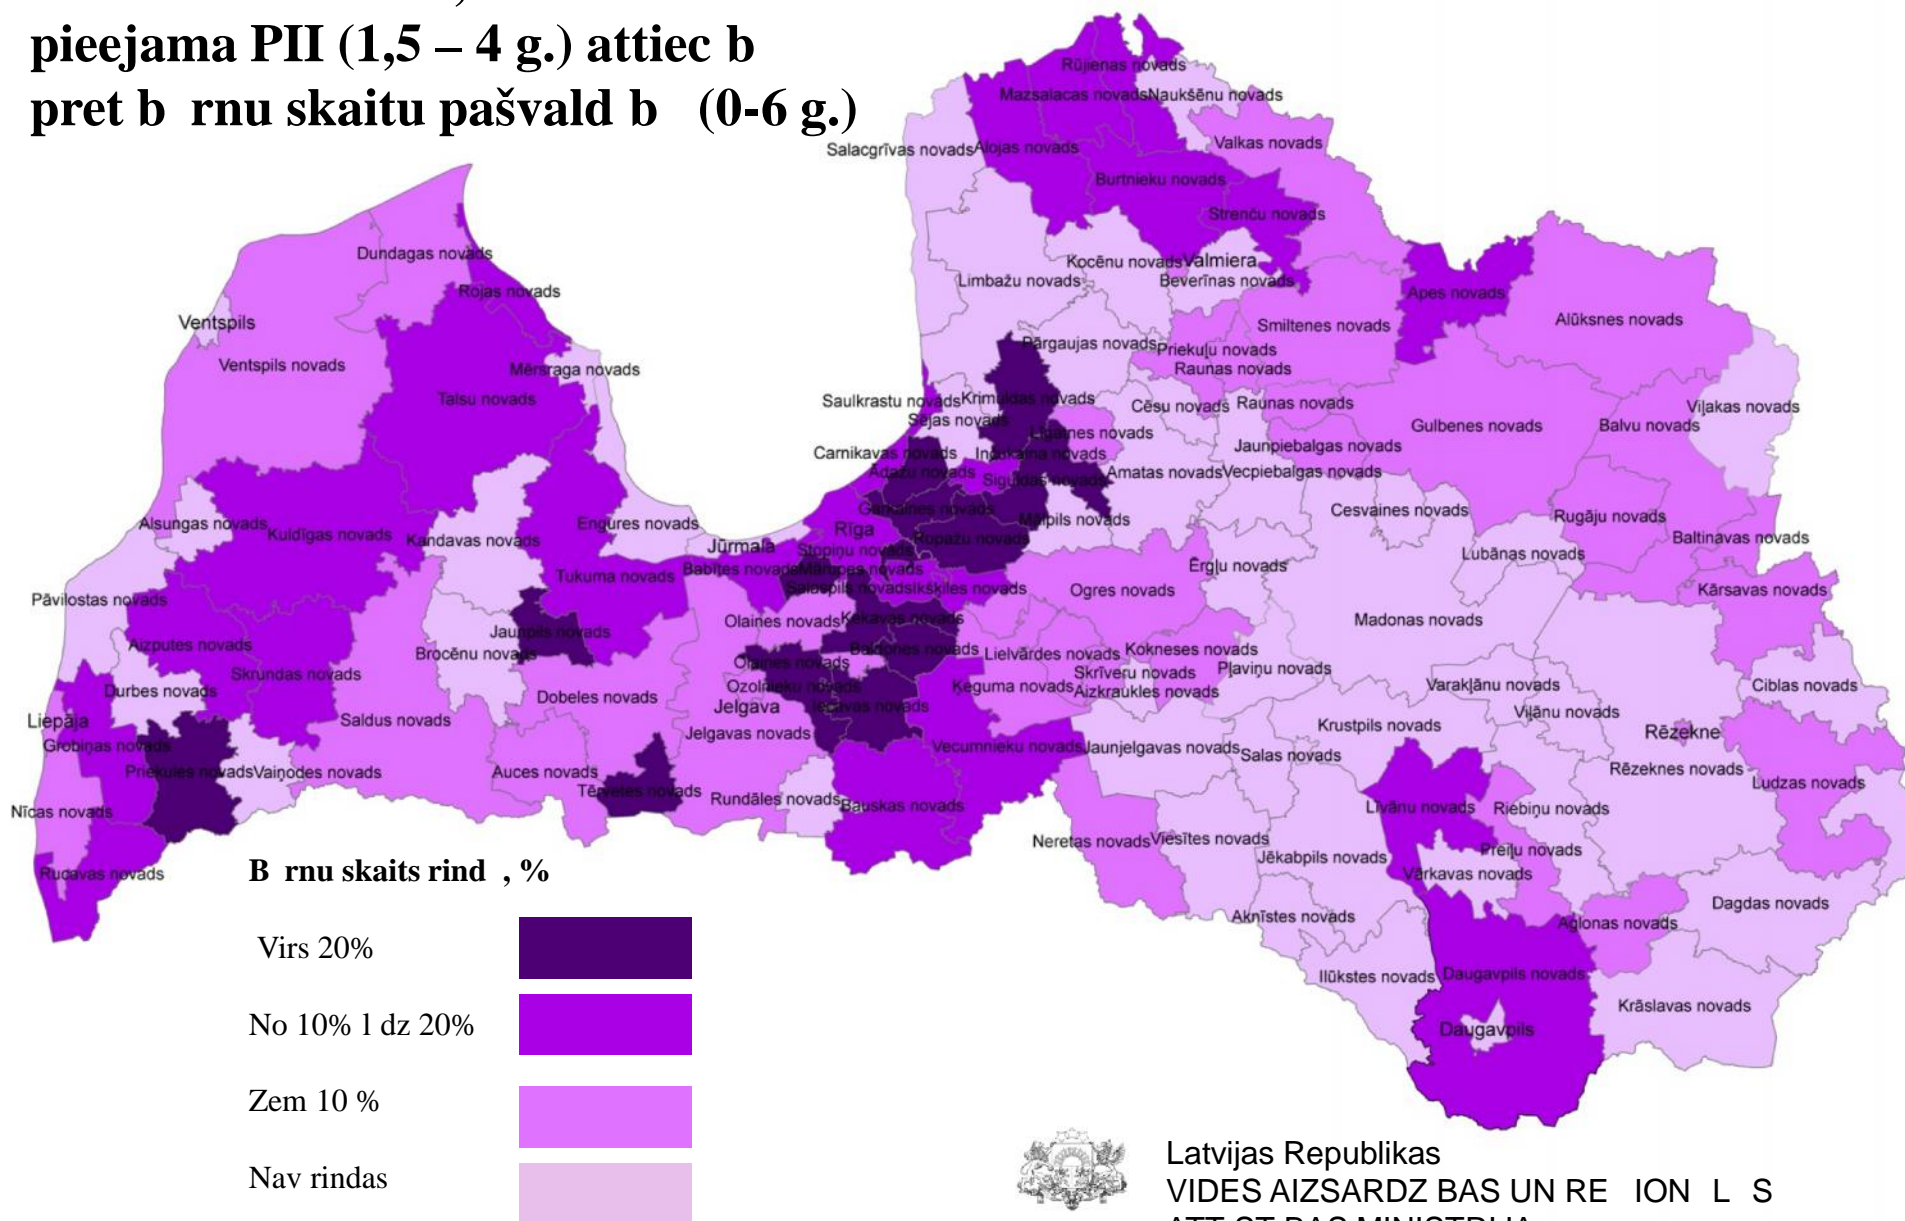 pieejama PII (1,5 – 4 g.) attiec b
pret b rnu skaitu pašvald b (0-6 g.)
Rūjienas novads
Mazsalacas novads
Naukšēnu novads
Salacgrīvas novads
Alojas novads
Valkas novads
Burtnieku novads
Strenču novads
Dundagas novads
Kocēnu novads
Valmiera
Rojas novads
Limbažu novads
Beverīnas novads
Apes novads
Ventspils
Smiltenes novads
Alūksnes novads
Pārgaujas novads
Priekuļu novads
Ventspils novads
Mērsraga novads
Raunas novads
Talsu novads
Saulkrastu novads
Krimuldas novads
Cēsu novads
Raunas novads
Viļakas novads
Sējas novads
Līgatnes novads
Gulbenes novads
Balvu novads
Carnikavas novads
Inčukalna novads
Jaunpiebalgas novads
Ādažu novads
Siguldas novads
Amatas novads
Vecpiebalgas novads
Garkalnes novads
Mālpils novads
Cesvaines novads
Rugāju novads
Alsungas novads
Kuldīgas novads
Kandavas novads
Engures novads
Rīga
Ropažu novads
Baltinavas novads
Jūrmala
Stopiņu novads
Lubānas novads
Babītes novads
Mārupes novads
Ērgļu novads
Tukuma novads
Salaspils novads
Ikšķiles novads
Ogres novads
Kārsavas novads
Pāvilostas novads
Olaines novads
Ķekavas novads
Madonas novads
Jaunpils novads
Aizputes novads
Brocēnu novads
Olaines novads
Baldones novads
Lielvārdes novads
Kokneses novads
Pļaviņu novads
Skrundas novads
Skrīveru novads
Durbes novads
Dobeles novads
Ozolnieku novads
Ķeguma novads
Aizkraukles novads
Varakļānu novads
Ciblas novads
Liepāja
Saldus novads
Jelgava
Iecavas novads
Viļānu novads
Krustpils novads
Rēzekne
Grobiņas novads
Jelgavas novads
Vecumnieku novads
Jaunjelgavas novads
Salas novads
Priekules novads
Vaiņodes novads
Auces novads
Rēzeknes novads
Ludzas novads
Tērvetes novads
Rundāles novads
Bauskas novads
Līvānu novads
Riebiņu novads
Nīcas novads
Neretas novads
Viesītes novads
Jēkabpils novads
Preiļu novads
Rucavas novads
Vārkavas novads
Aknīstes novads
Aglonas novads
Dagdas novads
Ilūkstes novads
Daugavpils novads
Krāslavas novads
Daugavpils
B rnu skaits rind , %
Virs 20%
No 10% l dz 20%
Zem 10 %
Nav rindas
Latvijas Republikas
VIDES AIZSARDZ BAS UN RE ION L S